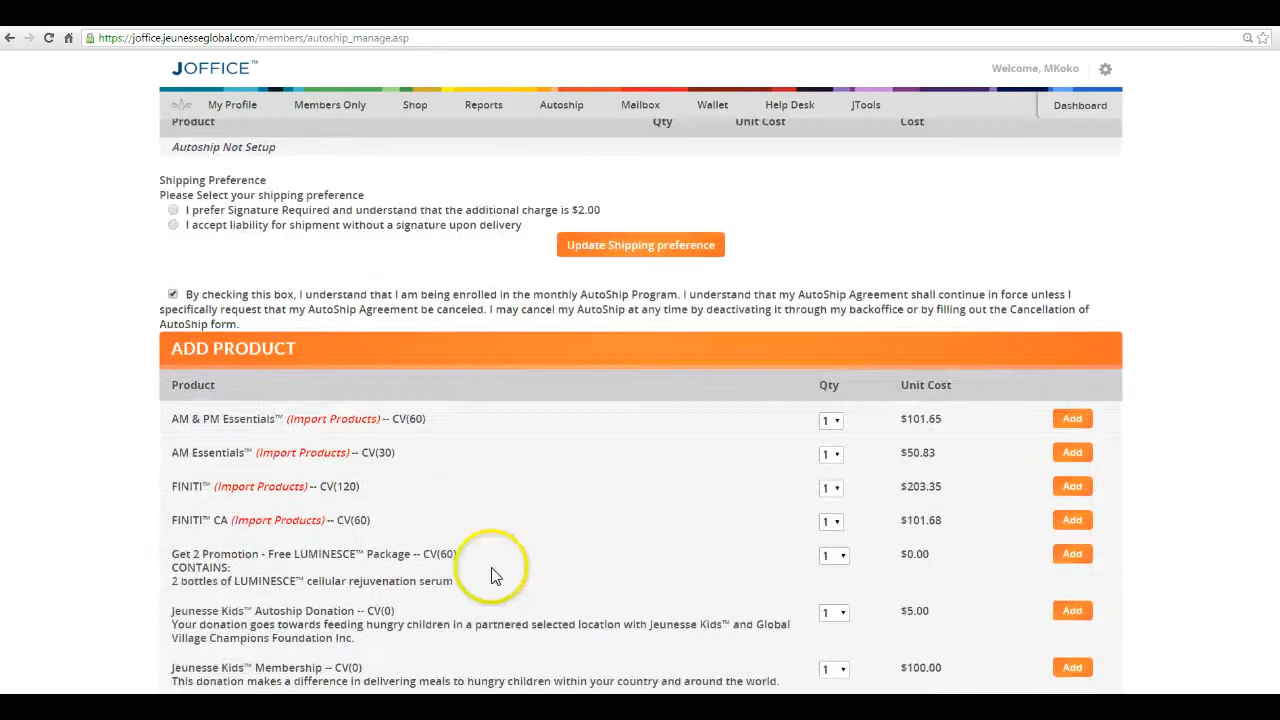 https://joffice.jeunesseglobal.com/members/autoship_manage.asp
JOFFICE™
Welcome, MKoko
My Profile Members Only Shop Reports Autoship Mailbox Wallet Help Desk JTools Dashboard
Product Qty Unit Cost Cost
Autoship Not Setup
Shipping Preference
Please Select your shipping preference
I prefer Signature Required and understand that the additional charge is $2.00
I accept liability for shipment without a signature upon delivery
Update Shipping preference
By checking this box, I understand that I am being enrolled in the monthly AutoShip Program. I understand that my AutoShip Agreement shall continue in force unless I
specifically request that my AutoShip Agreement be canceled. I may cancel my AutoShip at any time by deactivating it through my backoffice or by filling out the Cancellation of
AutoShip form.
ADD PRODUCT
Product Qty Unit Cost
AM & PM Essentials™ (Import Products) -- CV(60) 1 $101.65 Add
AM Essentials™ (Import Products) -- CV(30) 1 $50.83 Add
FINITI™ (Import Products) -- CV(120) 1 $203.35 Add
FINITI™ CA (Import Products) -- CV(60) 1 $101.68 Add
Get 2 Promotion - Free LUMINESCE™ Package -- CV(60) 1 $0.00 Add
CONTAINS:
2 bottles of LUMINESCE™ cellular rejuvenation serum
Jeunesse Kids™ Autoship Donation -- CV(0) 1 $5.00 Add
Your donation goes towards feeding hungry children in a partnered selected location with Jeunesse Kids™ and Global
Village Champions Foundation Inc.
Jeunesse Kids™ Membership -- CV(0) 1 $100.00 Add
This donation makes a difference in delivering meals to hungry children within your country and around the world.